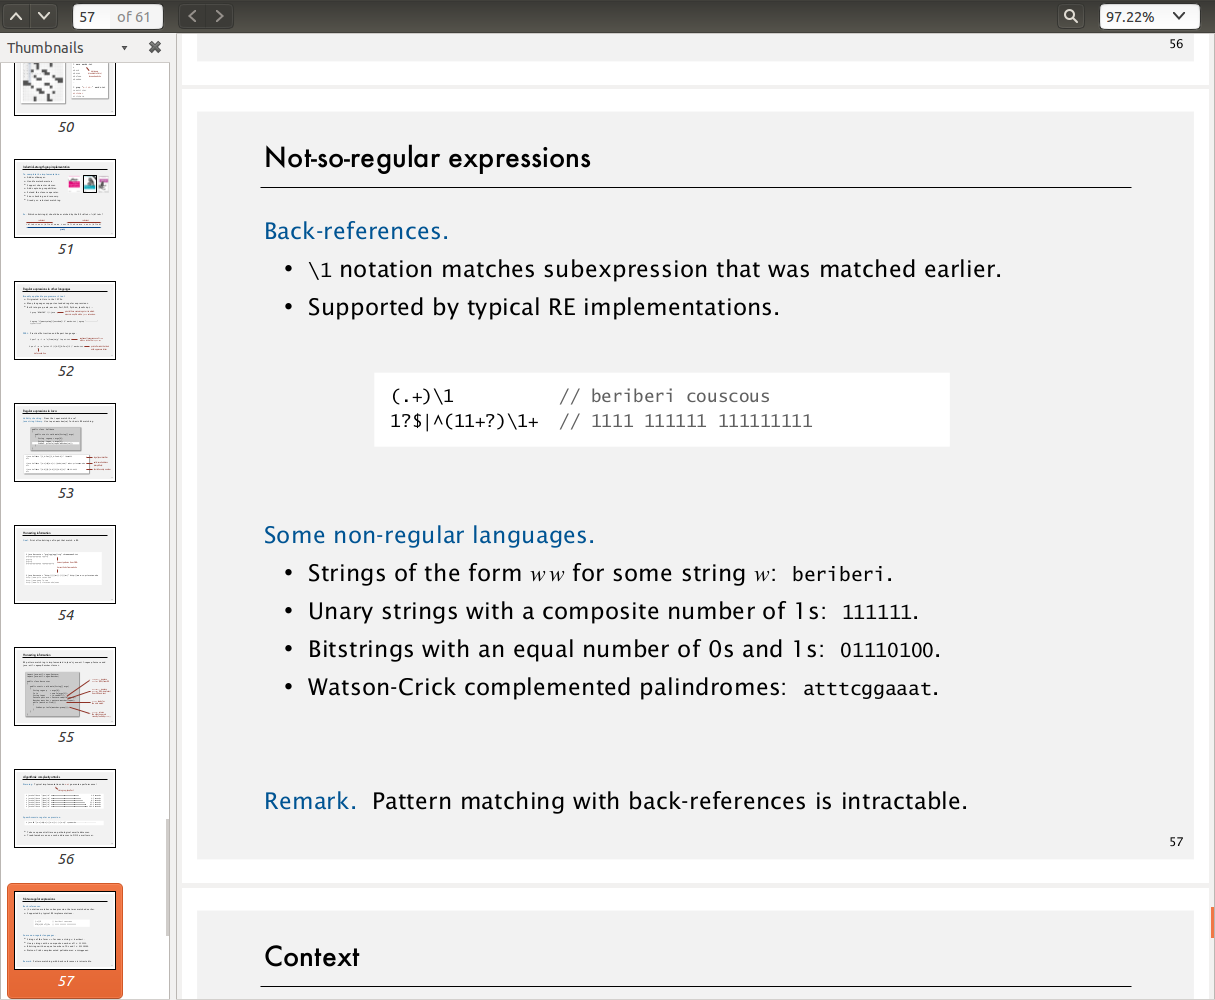 57 of 61
97.22%
Thumbnails
50
51
52
53
54
55
56
57
56
Not-so-regular expressions
Back-references.
• \1 notation matches subexpression that was matched earlier.
• Supported by typical RE implementations.
(.+)\1 // beriberi couscous
1?$|^(11+?)\1+ // 1111 111111 111111111
Some non-regular languages.
• Strings of the form w w for some string w: beriberi.
• Unary strings with a composite number of 1s: 111111.
• Bitstrings with an equal number of 0s and 1s: 01110100.
• Watson-Crick complemented palindromes: atttcggaaat.
Remark. Pattern matching with back-references is intractable.
57
Context